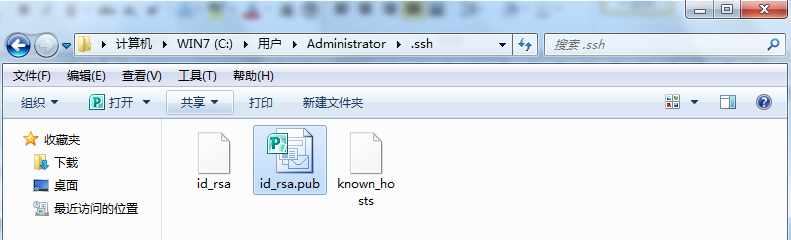 计算机 ▸ WIN7 (C:) ▸ 用户 ▸ Administrator ▸ .ssh
搜索 .ssh
文件(F) 编辑(E) 查看(V) 工具(T) 帮助(H)
组织 打开 共享 打印 新建文件夹
收藏夹
下载
桌面
最近访问的位置
id_rsa
id_rsa.pub
known_ho
sts